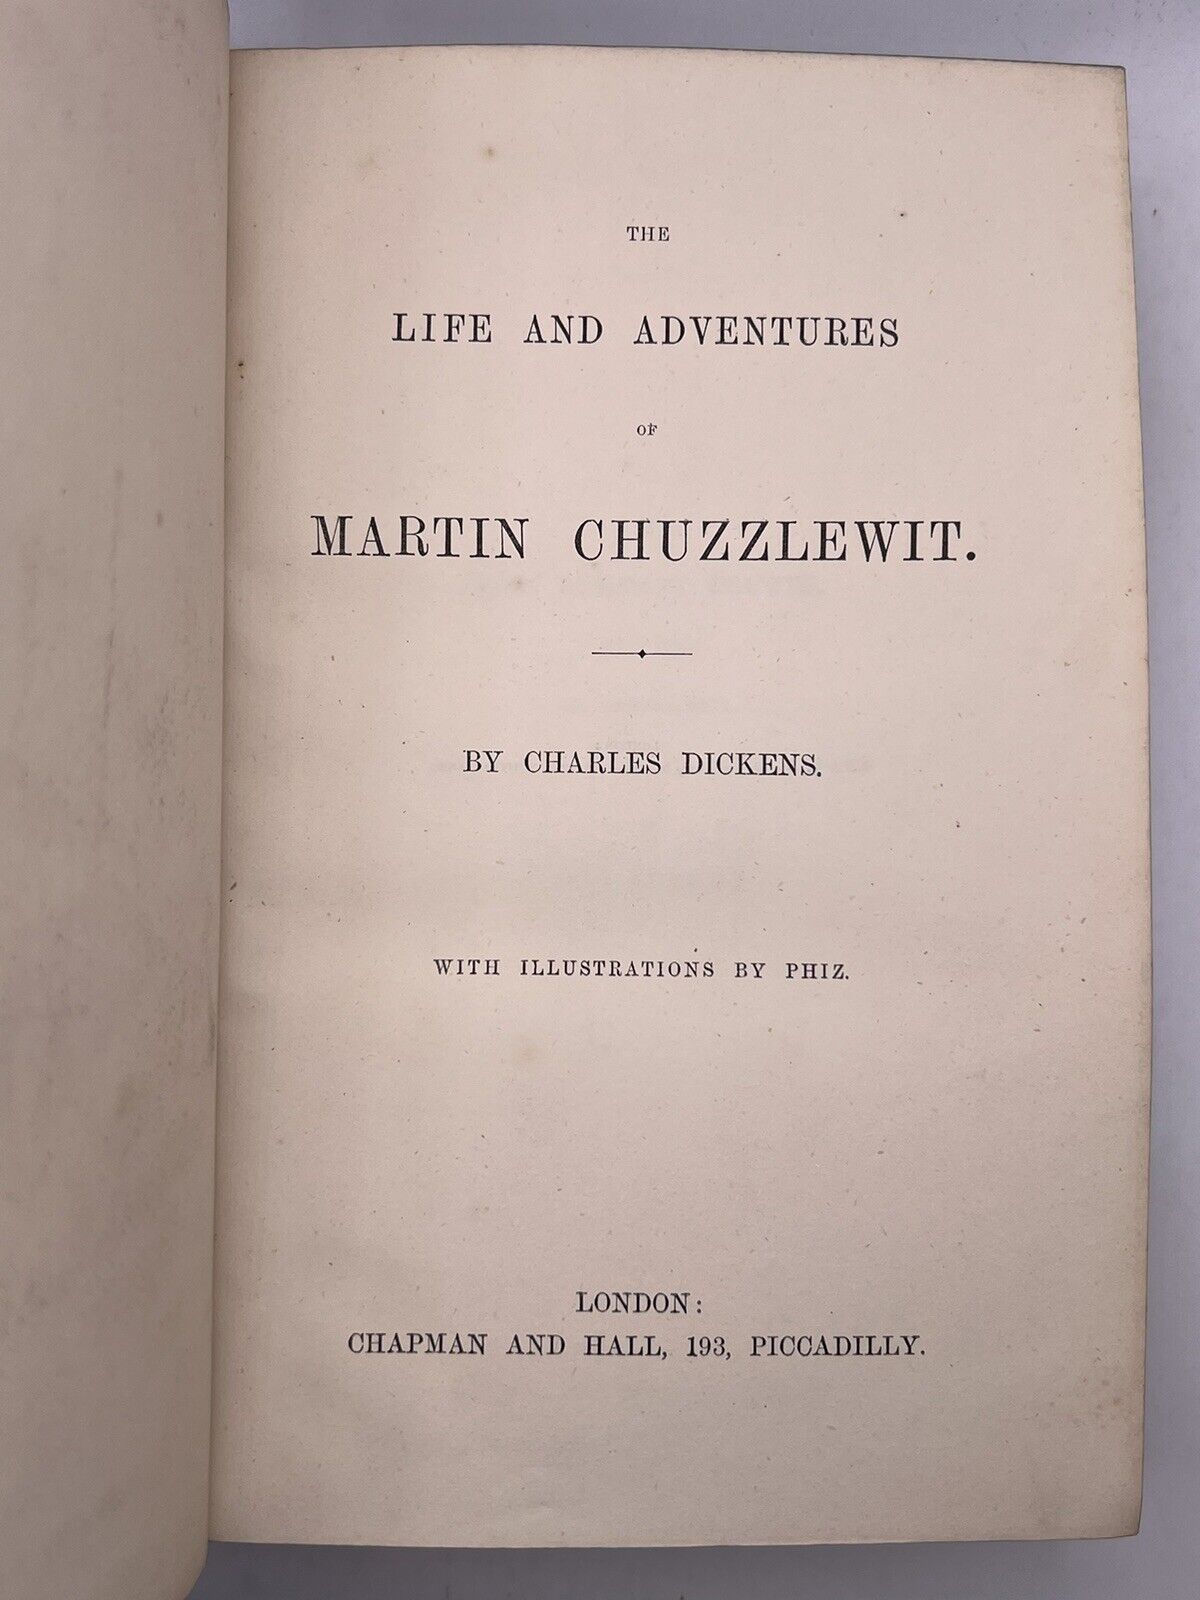 THE
LIFE AND ADVENTURES
OF
MARTIN CHUZZLEWIT.
BY CHARLES DICKENS.
WITH ILLUSTRATIONS BY PHIZ.
LONDON:
CHAPMAN AND HALL, 193, PICCADILLY.